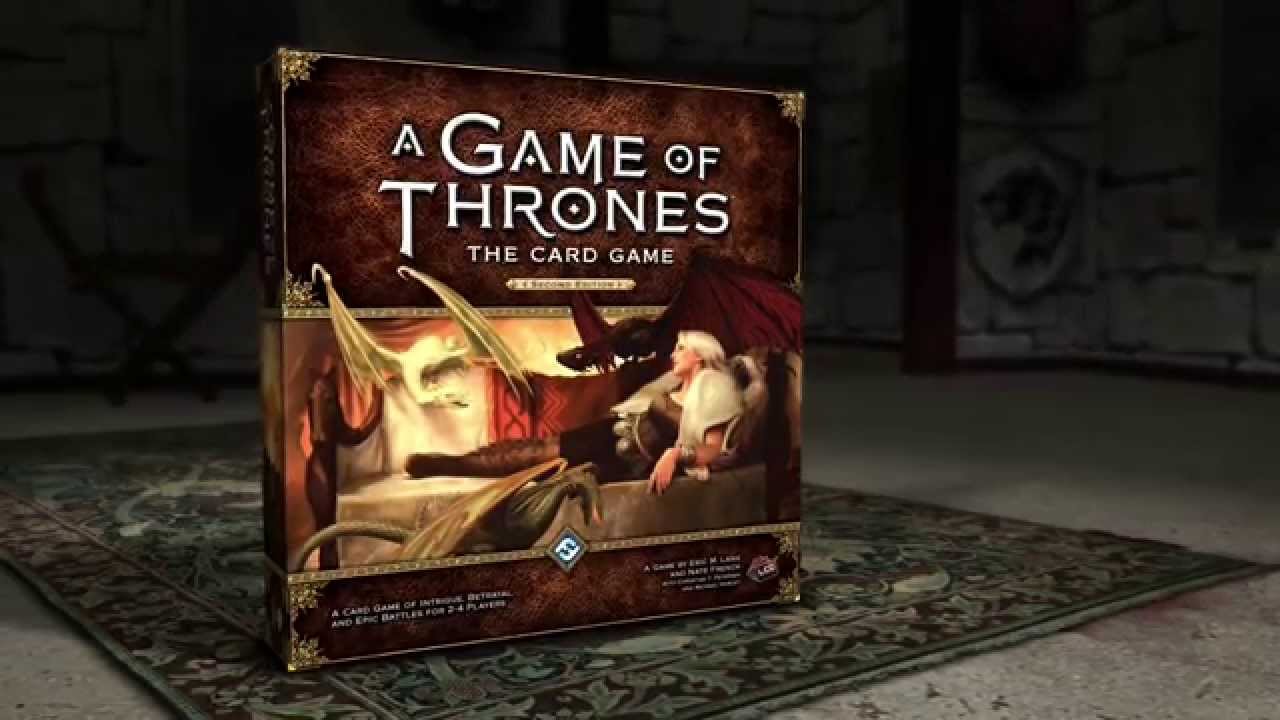 A GAME OF
THRONES
THE CARD GAME
SECOND EDITION
A CARD GAME OF INTRIGUE, BETRAYAL,
AND EPIC BATTLES FOR 2-4 PLAYERS
A GAME BY ERIC M. LANG
AND NATE FRENCH
LCG